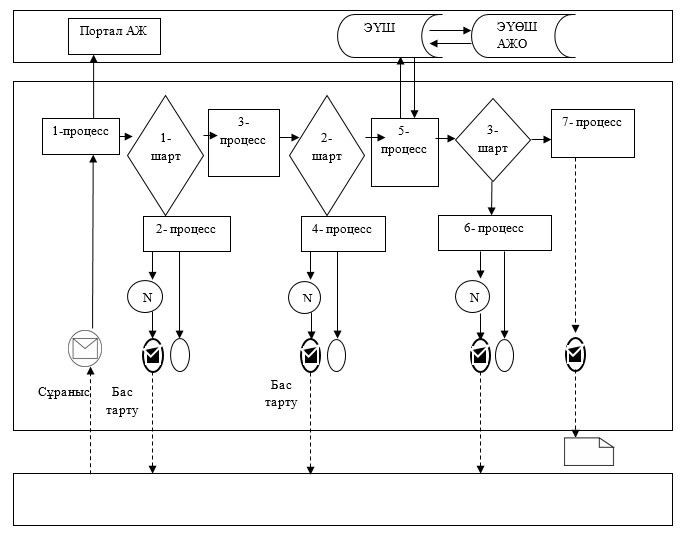 Портал АЖ
ЭҮШ
ЭҮӨШ
АЖО
1-процесс
1-
шарт
3-
процесс
2-
шарт
5-
процесс
3-
шарт
7- процесс
2- процесс
4- процесс
6- процесс
N
N
N
Сұраныс
Бас
тарту
Бас
тарту